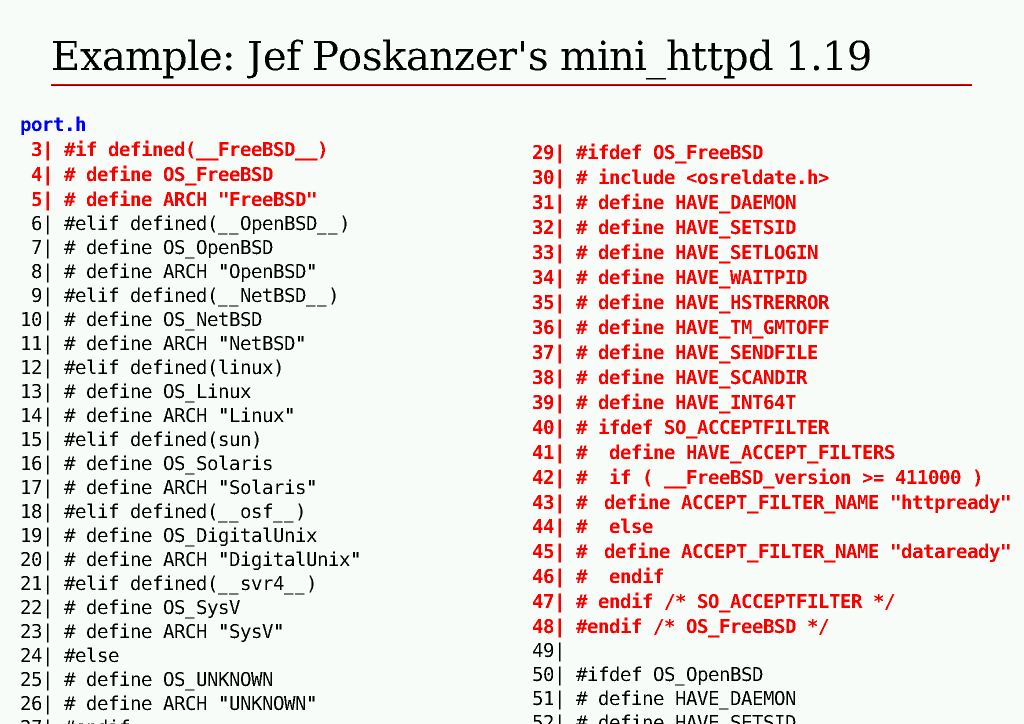 Example: Jef Poskanzer's mini_httpd 1.19
port.h
3| #if defined(__FreeBSD__)
4| # define OS_FreeBSD
5| # define ARCH "FreeBSD"
6| #elif defined(__OpenBSD__)
7| # define OS_OpenBSD
8| # define ARCH "OpenBSD"
9| #elif defined(__NetBSD__)
10| # define OS_NetBSD
11| # define ARCH "NetBSD"
12| #elif defined(linux)
13| # define OS_Linux
14| # define ARCH "Linux"
15| #elif defined(sun)
16| # define OS_Solaris
17| # define ARCH "Solaris"
18| #elif defined(__osf__)
19| # define OS_DigitalUnix
20| # define ARCH "DigitalUnix"
21| #elif defined(__svr4__)
22| # define OS_SysV
23| # define ARCH "SysV"
24| #else
25| # define OS_UNKNOWN
26| # define ARCH "UNKNOWN"
27| #endif
29| #ifdef OS_FreeBSD
30| # include <osreldate.h>
31| # define HAVE_DAEMON
32| # define HAVE_SETSID
33| # define HAVE_SETLOGIN
34| # define HAVE_WAITPID
35| # define HAVE_HSTRERROR
36| # define HAVE_TM_GMTOFF
37| # define HAVE_SENDFILE
38| # define HAVE_SCANDIR
39| # define HAVE_INT64T
40| # ifdef SO_ACCEPTFILTER
41| #  define HAVE_ACCEPT_FILTERS
42| #  if ( __FreeBSD_version >= 411000 )
43| #  define ACCEPT_FILTER_NAME "httpready"
44| #  else
45| #  define ACCEPT_FILTER_NAME "dataready"
46| #  endif
47| # endif /* SO_ACCEPTFILTER */
48| #endif /* OS_FreeBSD */
49|
50| #ifdef OS_OpenBSD
51| # define HAVE_DAEMON
52| # define HAVE_SETSID